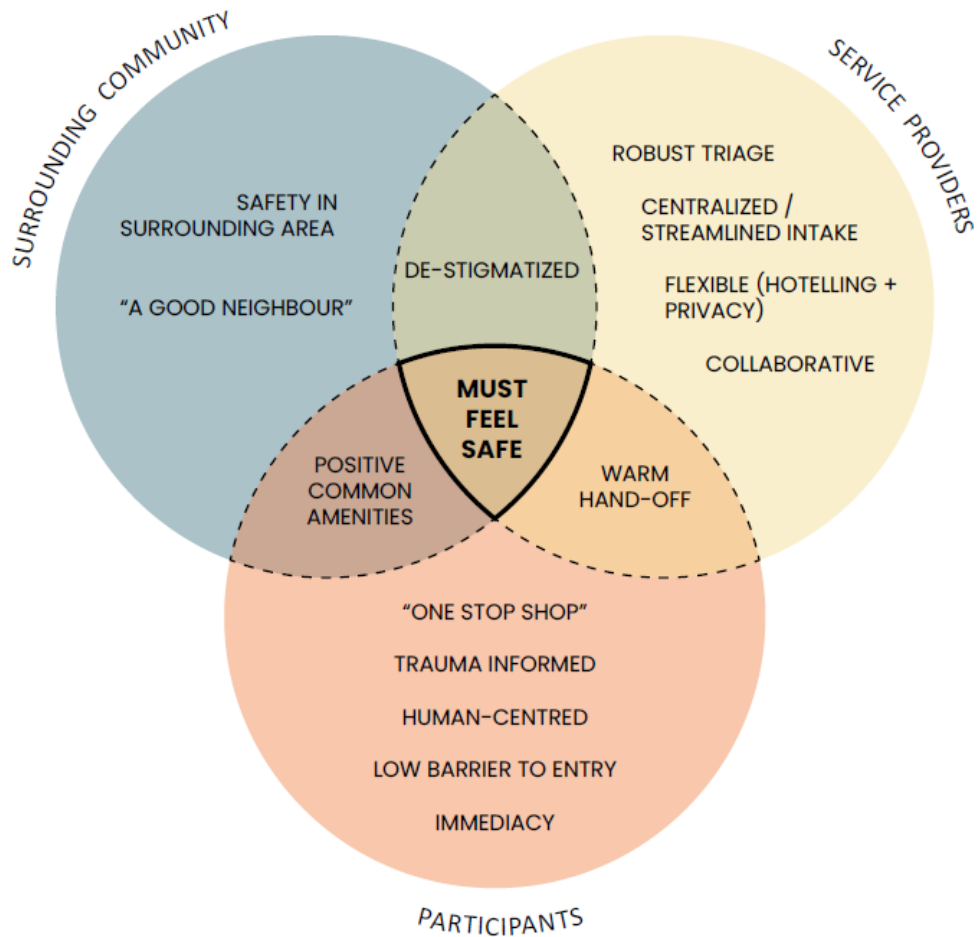 SURROUNDING COMMUNITY
SERVICE PROVIDERS
SAFETY IN
SURROUNDING AREA
“A GOOD NEIGHBOUR”
DE-STIGMATIZED
ROBUST TRIAGE
CENTRALIZED /
STREAMLINED INTAKE
FLEXIBLE (HOTELLING +
PRIVACY)
COLLABORATIVE
MUST
FEEL
SAFE
POSITIVE
COMMON
AMENITIES
WARM
HAND-OFF
“ONE STOP SHOP”
TRAUMA INFORMED
HUMAN-CENTRED
LOW BARRIER TO ENTRY
IMMEDIACY
PARTICIPANTS